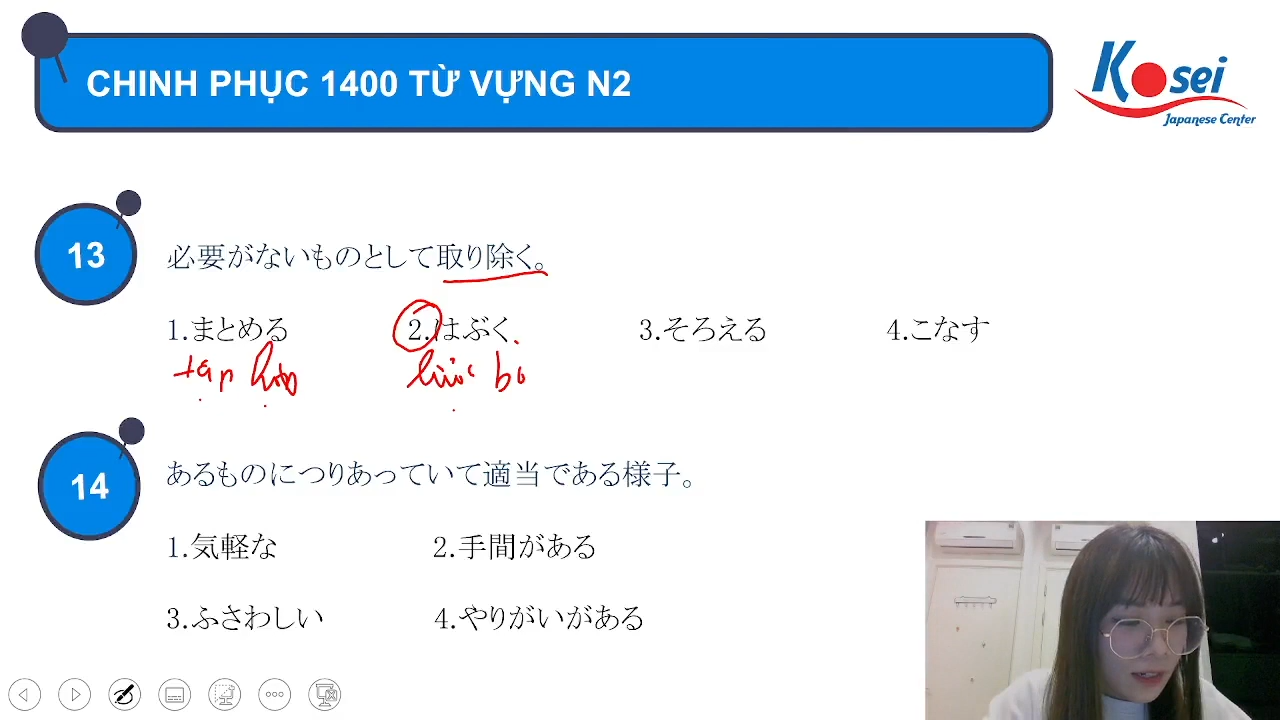 CHINH PHỤC 1400 TỪ VỰNG N2
Kosei
Japanese Center
13
必要がないものとして取り除く。
1.まとめる 2.はぶく 3.そろえる 4.こなす
tập hợp lược bỏ
14
あるものにつりあっていて適当である様子。
1.気軽な 2.手間がある
3.ふさわしい 4.やりがいがある